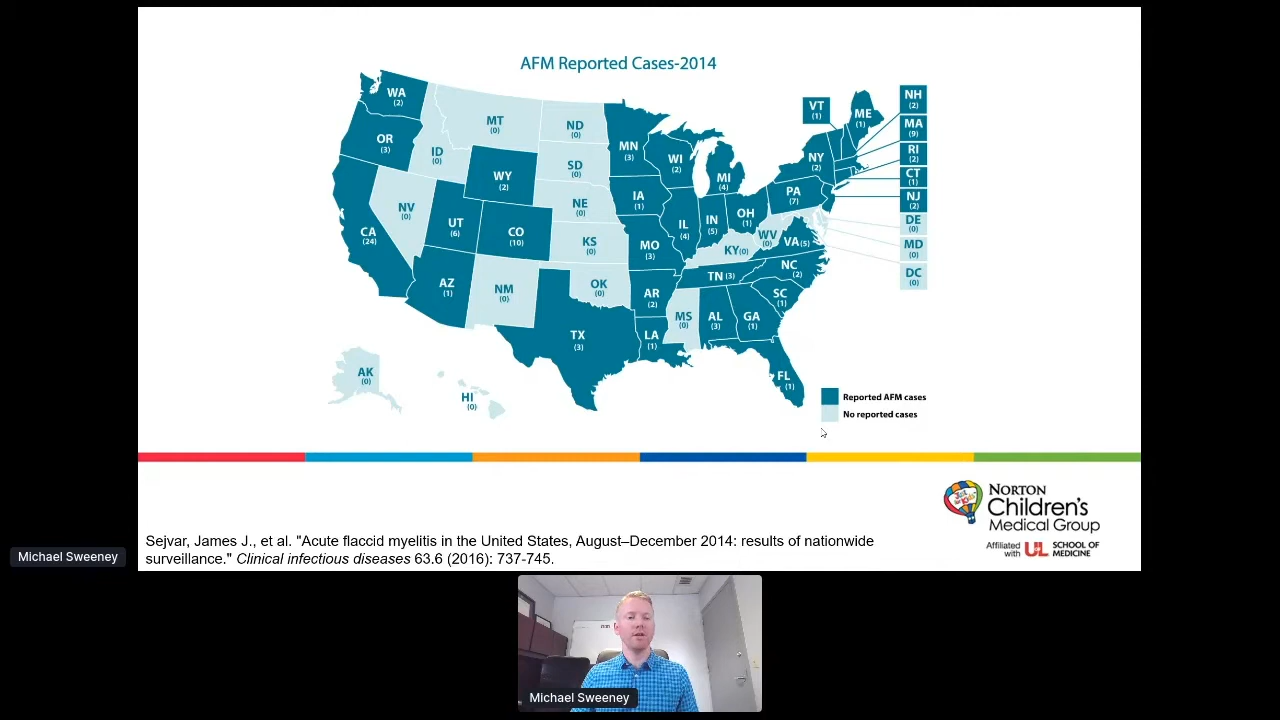 AFM Reported Cases-2014
WA
(2)
OR
(3)
CA
(24)
ID
(0)
NV
(0)
MT
(0)
WY
(2)
UT
(6)
CO
(10)
AZ
(1)
NM
(0)
ND
(0)
SD
(0)
NE
(0)
KS
(0)
OK
(0)
TX
(3)
MN
(3)
IA
(1)
MO
(3)
AR
(2)
LA
(1)
WI
(2)
IL
(4)
MI
(4)
IN
(5)
OH
(1)
KY(0)
WV
(0)
VA(5)
TN (3)
NC
(2)
SC
(1)
MS
(0)
AL
(3)
GA
(1)
FL
(1)
PA
(7)
NY
(2)
VT
(1)
ME
(1)
NH
(2)
MA
(9)
RI
(2)
CT
(1)
NJ
(2)
DE
(0)
MD
(0)
DC
(0)
AK
(0)
HI
(0)
Reported AFM cases
No reported cases
Just for Kids
NORTON
Children's
Medical Group
Affiliated
with
UL
SCHOOL OF
MEDICINE
Sejvar, James J., et al. "Acute flaccid myelitis in the United States, August–December 2014: results of nationwide
surveillance." Clinical infectious diseases 63.6 (2016): 737-745.
Michael Sweeney
Michael Sweeney